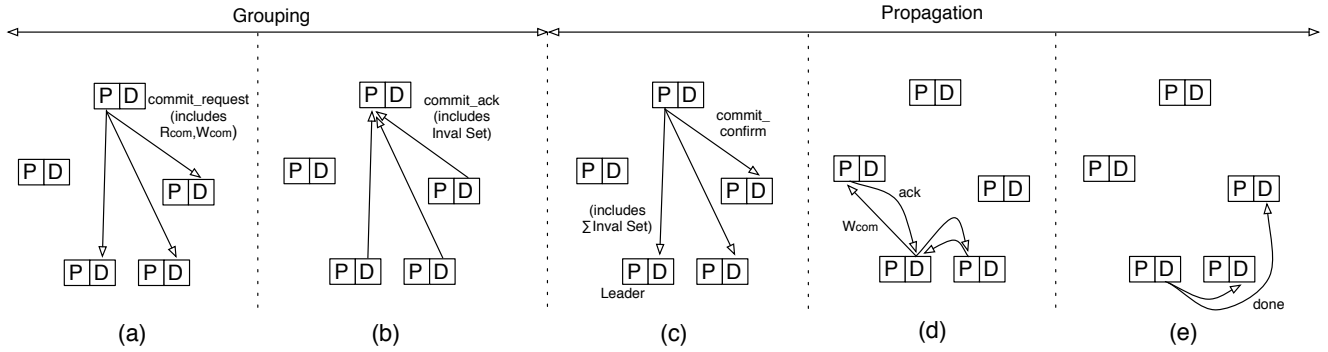 Grouping
Propagation
P D
commit_request
(includes
Rcom,Wcom)
P D
P D
P D
P D
(a)
P D
commit_ack
(includes
Inval Set)
P D
P D
P D
P D
(b)
P D
commit_
confirm
P D
P D
(includes
∑Inval Set)
P D
P D
Leader
(c)
P D
P D
ack
P D
Wcom
P D
P D
(d)
P D
P D
P D
P D
P D
done
(e)